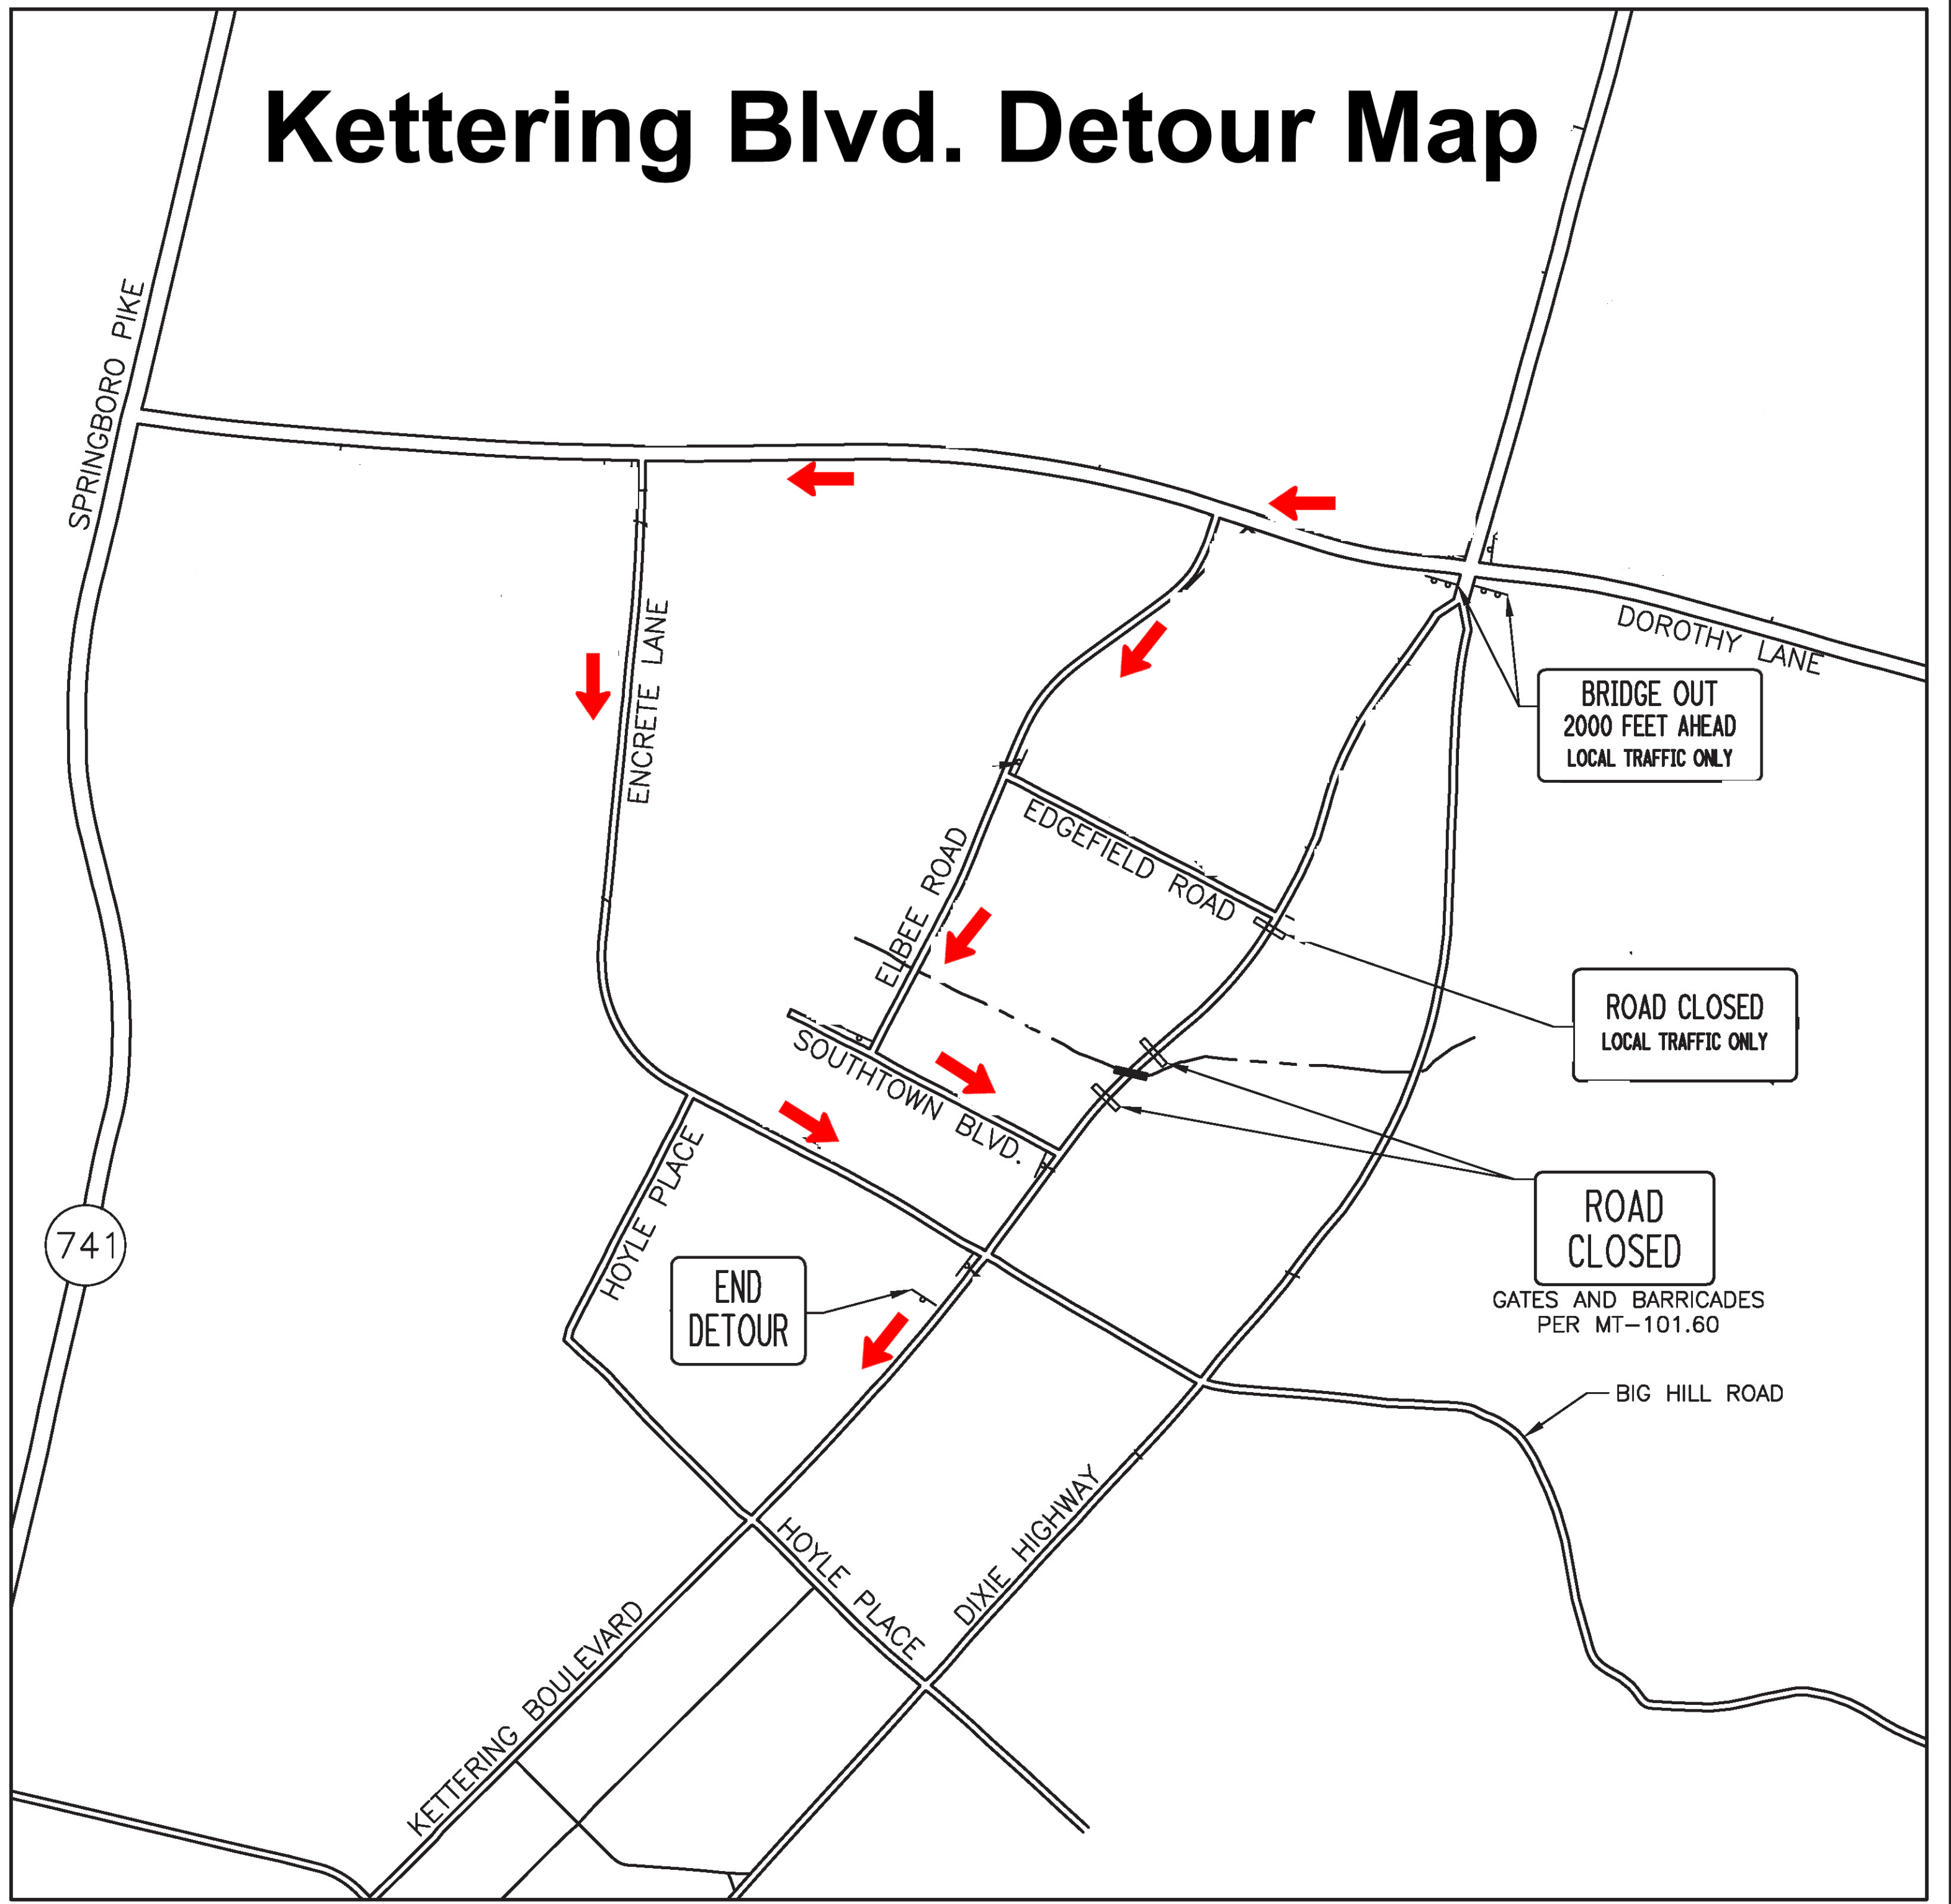 Kettering Blvd. Detour Map
SPRINGBORO PIKE
DOROTHY LANE
ENCRETE LANE
BRIDGE OUT
2000 FEET AHEAD
LOCAL TRAFFIC ONLY
EDGEFIELD ROAD
ELBEE ROAD
ROAD CLOSED
LOCAL TRAFFIC ONLY
SOUTHTOWN BLVD.
HOYLE PLACE
741
ROAD
CLOSED
GATES AND BARRICADES
PER MT-101.60
END
DETOUR
BIG HILL ROAD
HOYLE PLACE
DIXIE HIGHWAY
KETTERING BOULEVARD